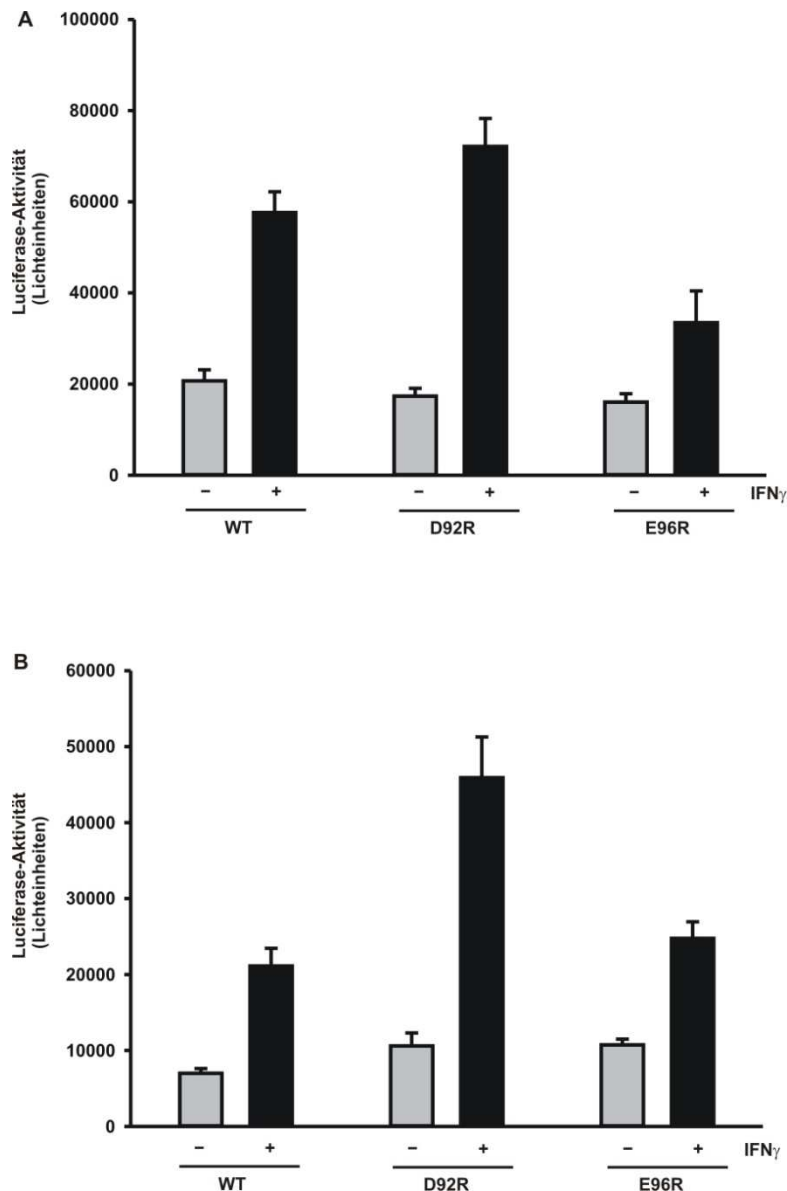 A
100000
80000
60000
40000
20000
0
Luciferase-Aktivität
(Lichteinheiten)
− + − + − + IFNγ
WT D92R E96R
B
60000
50000
40000
30000
20000
10000
0
Luciferase-Aktivität
(Lichteinheiten)
− + − + − + IFNγ
WT D92R E96R